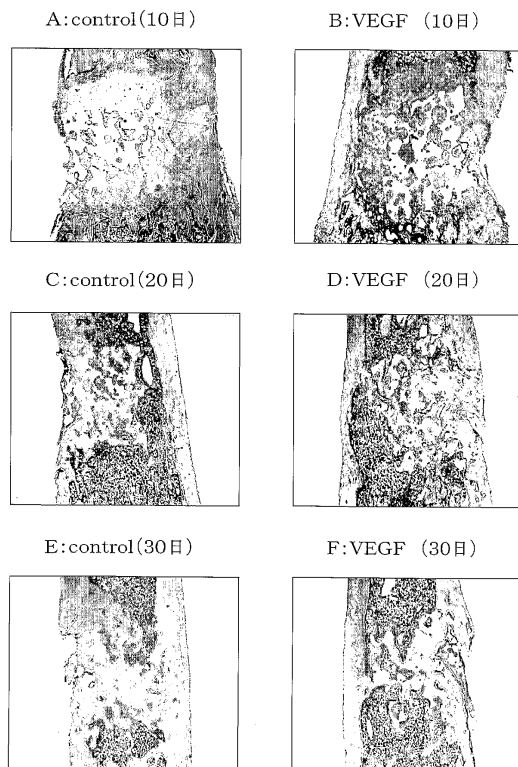 A:control(10日)
B:VEGF (10日)
C:control(20日)
D:VEGF (20日)
E:control(30日)
F:VEGF (30日)